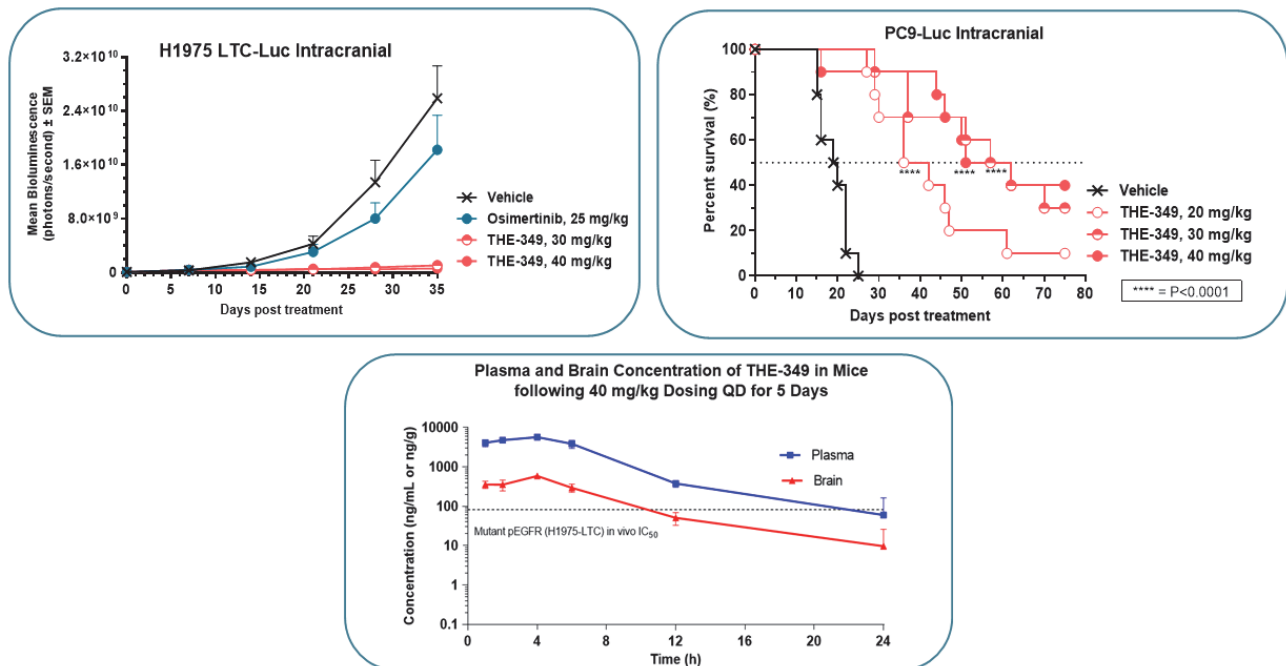 H1975 LTC-Luc Intracranial
Mean Bioluminescence
(photons/second) ± SEM
3.2×10¹⁰
2.4×10¹⁰
1.6×10¹⁰
8.0×10⁹
0
0 5 10 15 20 25 30 35
Days post treatment
Vehicle
Osimertinib, 25 mg/kg
THE-349, 30 mg/kg
THE-349, 40 mg/kg
PC9-Luc Intracranial
Percent survival (%)
100
80
60
40
20
0
0 10 20 30 40 50 60 70 80
Days post treatment
**** **** ****
Vehicle
THE-349, 20 mg/kg
THE-349, 30 mg/kg
THE-349, 40 mg/kg
**** = P<0.0001
Plasma and Brain Concentration of THE-349 in Mice
following 40 mg/kg Dosing QD for 5 Days
Concentration (ng/mL or ng/g)
10000
1000
100
10
1
0.1
0 4 8 12 16 20 24
Time (h)
Plasma
Brain
Mutant pEGFR (H1975-LTC) in vivo IC₅₀